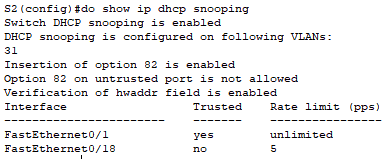 S2(config)#do show ip dhcp snooping
Switch DHCP snooping is enabled
DHCP snooping is configured on following VLANs:
31
Insertion of option 82 is enabled
Option 82 on untrusted port is not allowed
Verification of hwaddr field is enabled
Interface                  Trusted    Rate limit (pps)
-----------------------    -------    ----------------
FastEthernet0/1            yes        unlimited
FastEthernet0/18           no         5